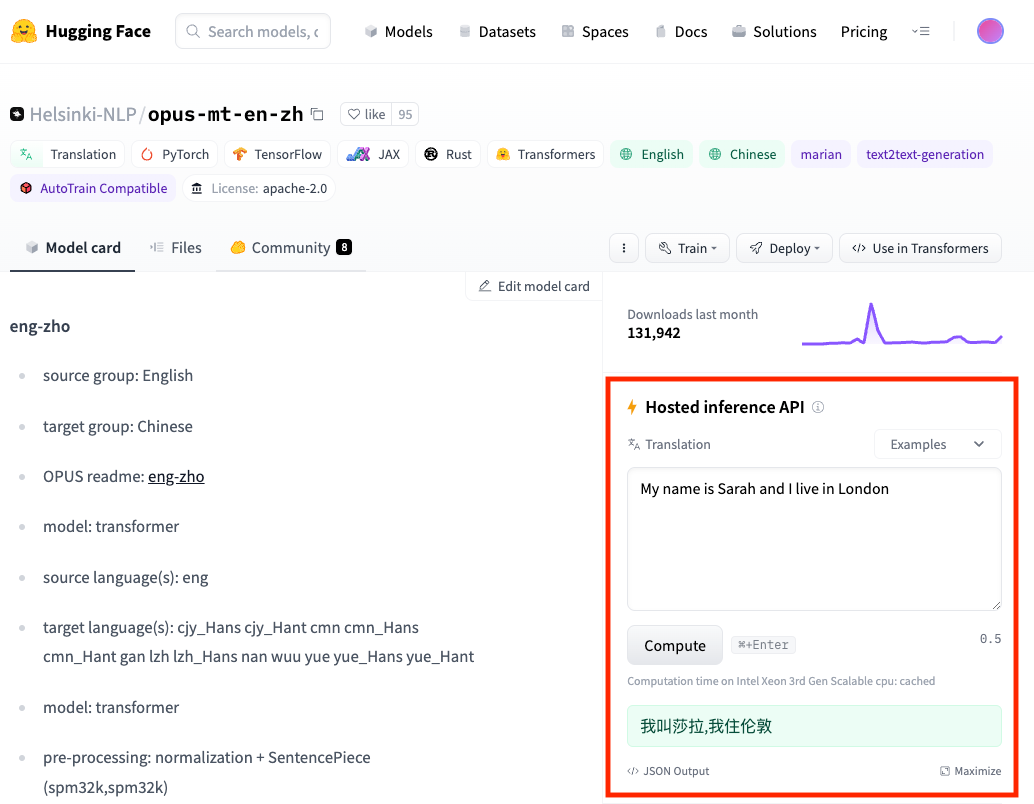 Hugging Face
Search models, c
Models
Datasets
Spaces
Docs
Solutions
Pricing
Helsinki-NLP/opus-mt-en-zh
like 95
Translation
PyTorch
TensorFlow
JAX
Rust
Transformers
English
Chinese
marian
text2text-generation
AutoTrain Compatible
License: apache-2.0
Model card
Files
Community 8
Train
Deploy
</> Use in Transformers
Edit model card
eng-zho
source group: English
target group: Chinese
OPUS readme: eng-zho
model: transformer
source language(s): eng
target language(s): cjy_Hans cjy_Hant cmn cmn_Hans
cmn_Hant gan lzh lzh_Hans nan wuu yue yue_Hans yue_Hant
model: transformer
pre-processing: normalization + SentencePiece
(spm32k,spm32k)
Downloads last month
131,942
Hosted inference API
Translation
Examples
My name is Sarah and I live in London
Compute
⌘+Enter
0.5
Computation time on Intel Xeon 3rd Gen Scalable cpu: cached
我叫莎拉,我住伦敦
</> JSON Output
Maximize